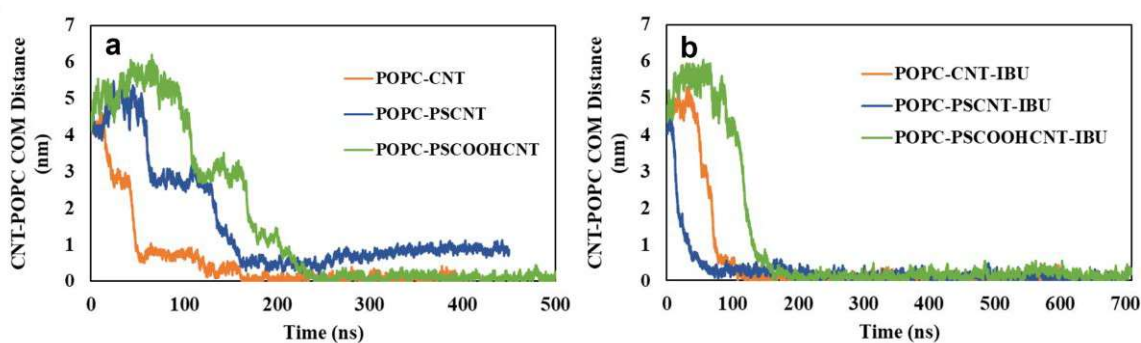 a
CNT-POPC COM Distance
(nm)
7
6
5
4
3
2
1
0
POPC-CNT
POPC-PSCNT
POPC-PSCOOHCNT
0 100 200 300 400 500
Time (ns)
b
CNT-POPC COM Distance
(nm)
7
6
5
4
3
2
1
0
POPC-CNT-IBU
POPC-PSCNT-IBU
POPC-PSCOOHCNT-IBU
0 100 200 300 400 500 600 700
Time (ns)